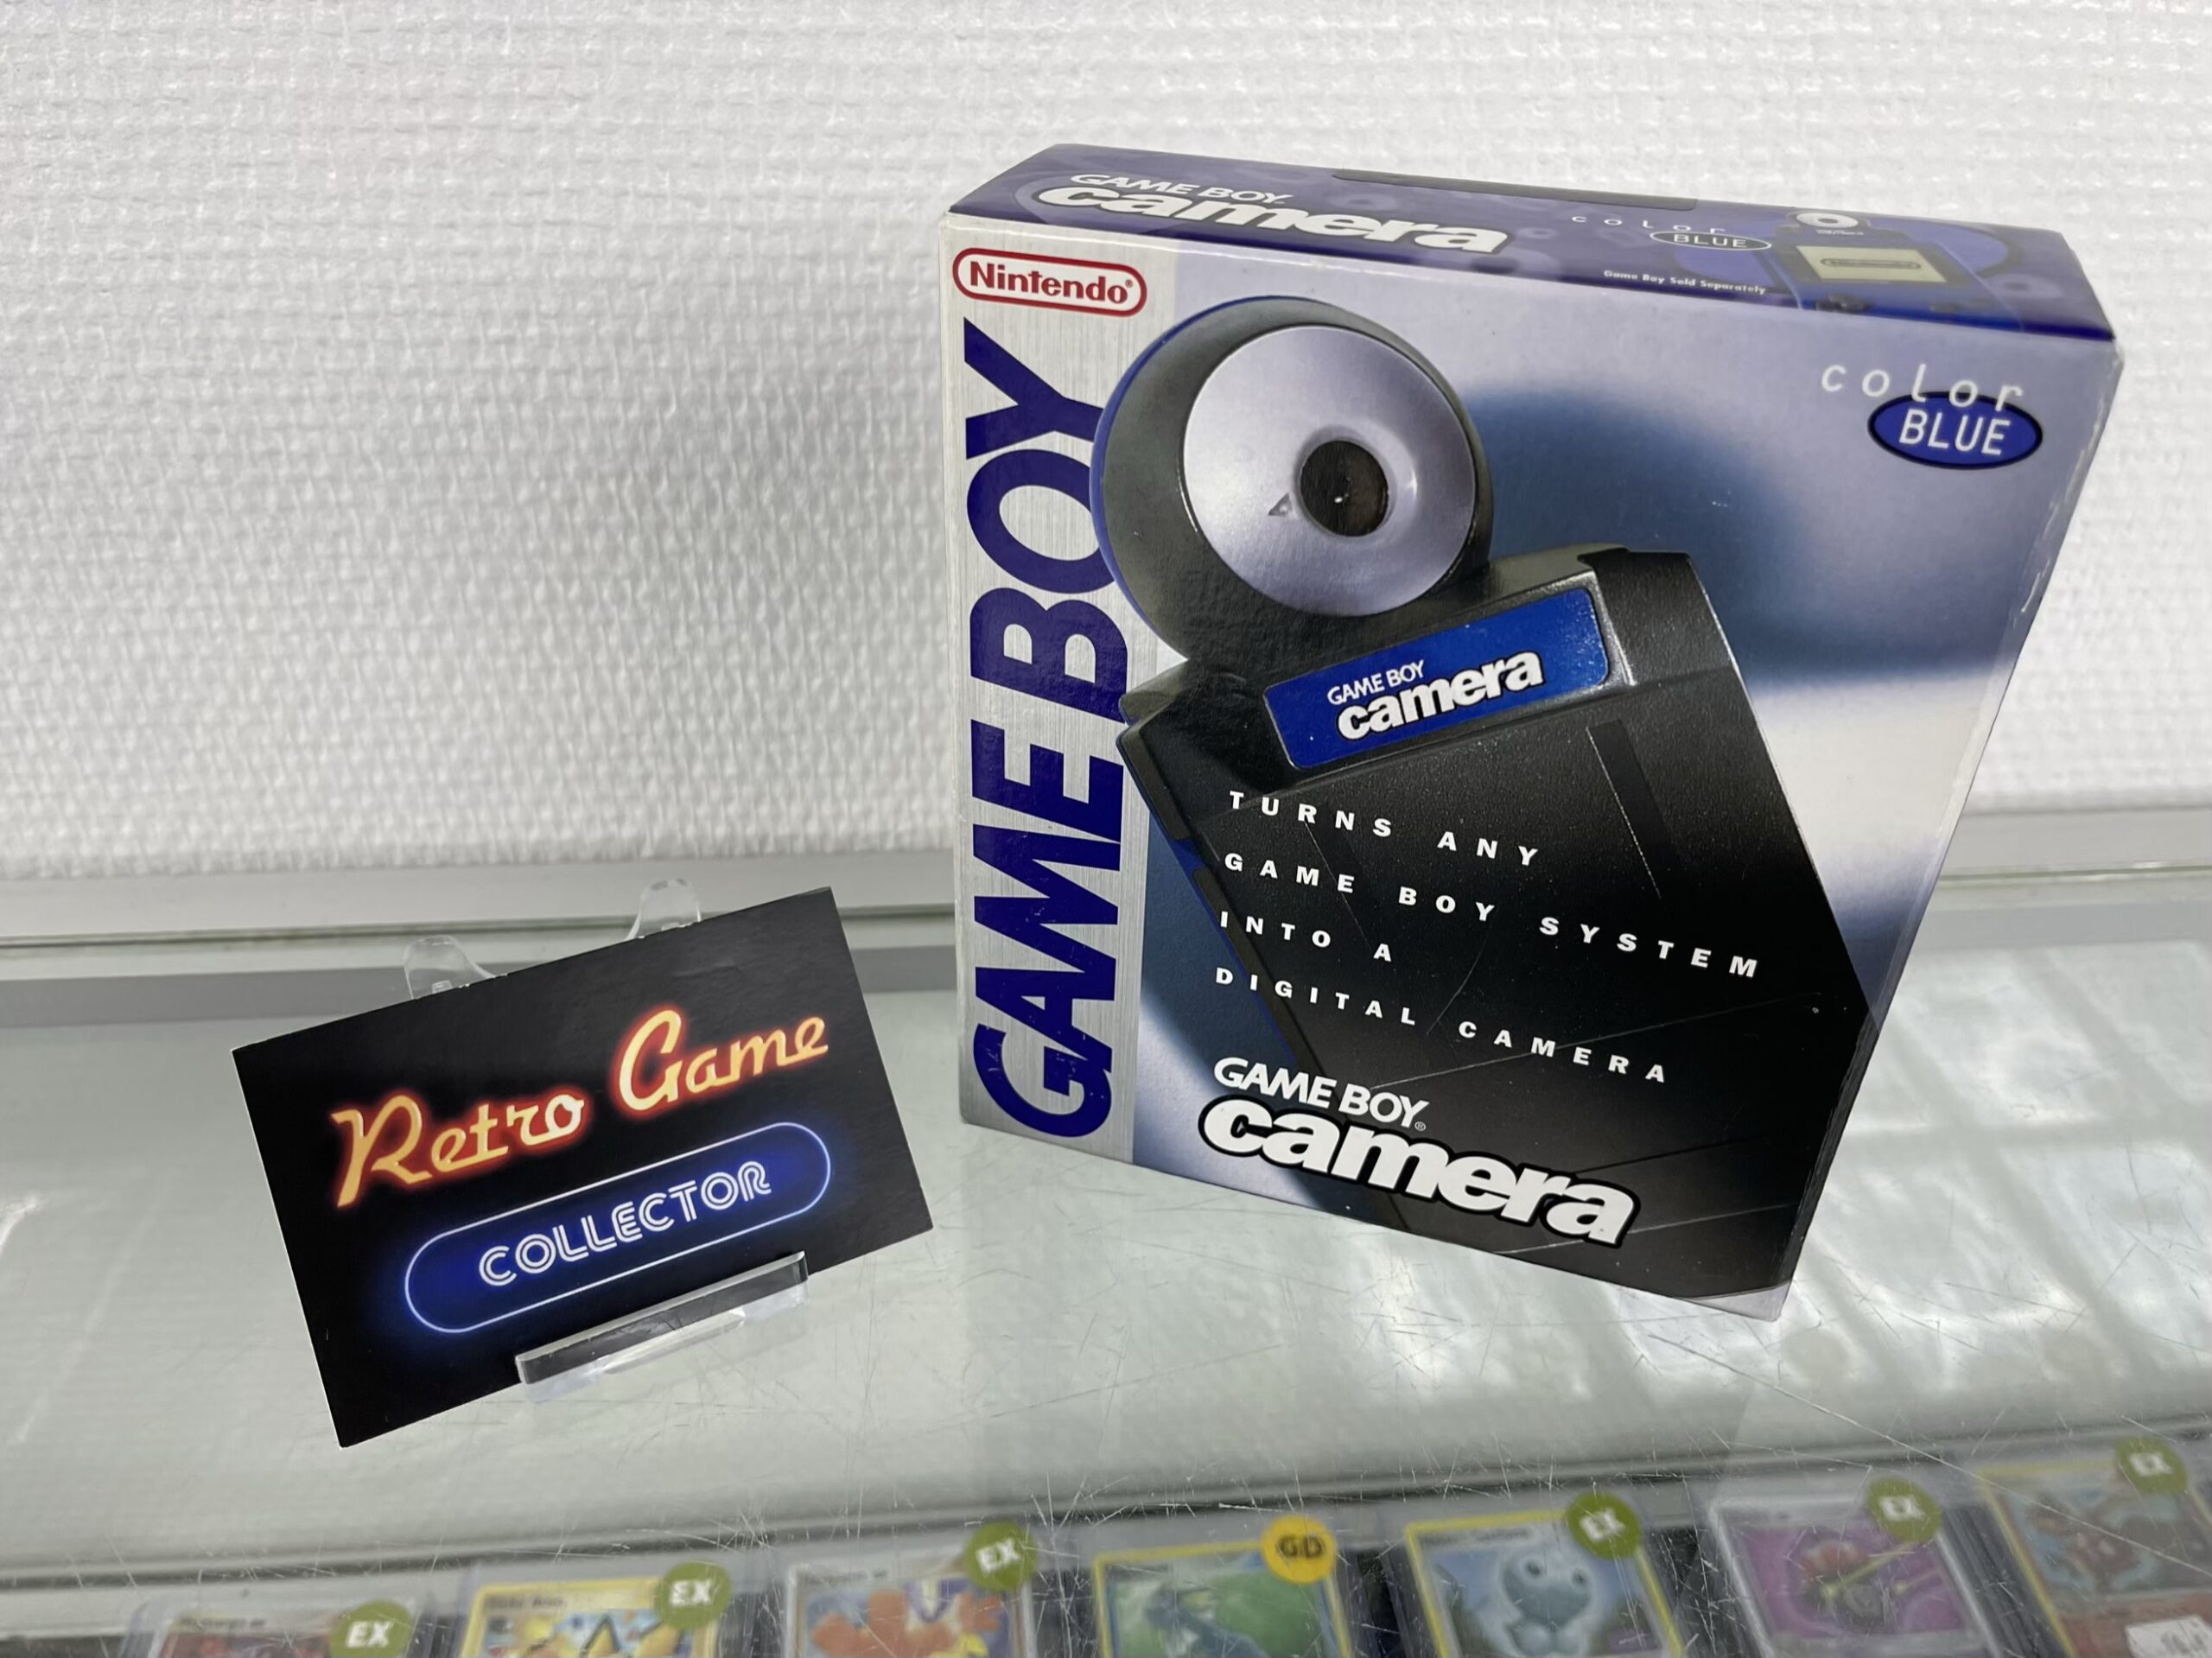 GAME BOY
camera
color
BLUE
Game Boy Sold Separately
Nintendo®
GAME BOY
color
BLUE
GAME BOY
camera
TURNS ANY
GAME BOY SYSTEM
INTO A
DIGITAL CAMERA
GAME BOY®
camera
Retro Game
COLLECTOR
EX
EX
EX
GD
EX
EX
EX